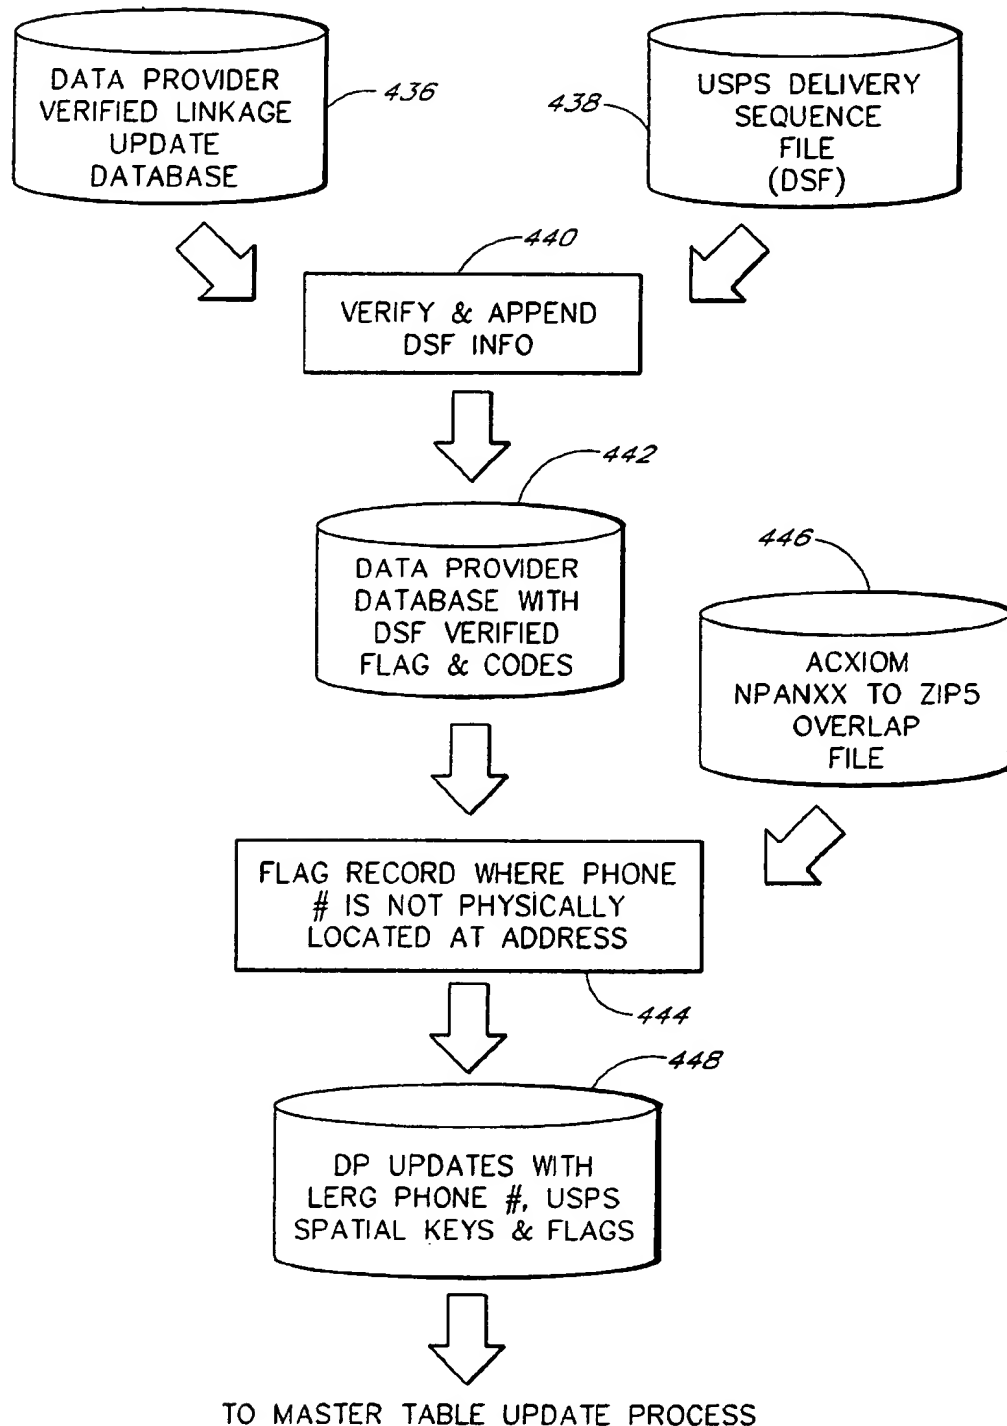 DATA PROVIDER
VERIFIED LINKAGE
UPDATE
DATABASE
436
438
USPS DELIVERY
SEQUENCE
FILE
(DSF)
440
VERIFY & APPEND
DSF INFO
442
DATA PROVIDER
DATABASE WITH
DSF VERIFIED
FLAG & CODES
446
ACXIOM
NPANXX TO ZIP5
OVERLAP
FILE
FLAG RECORD WHERE PHONE
# IS NOT PHYSICALLY
LOCATED AT ADDRESS
444
448
DP UPDATES WITH
LERG PHONE #, USPS
SPATIAL KEYS & FLAGS
TO MASTER TABLE UPDATE PROCESS